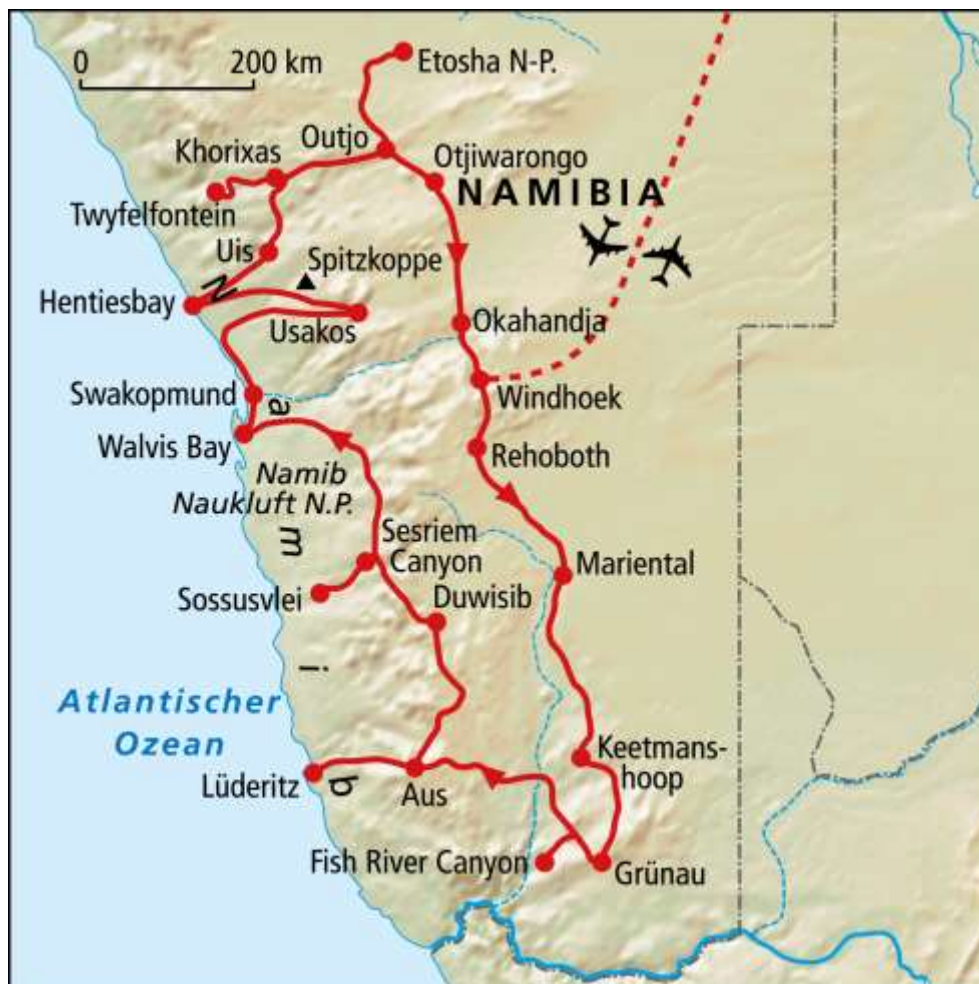 0 200 km
Etosha N-P.
Outjo
Khorixas
Otjiwarongo
NAMIBIA
Twyfelfontein
Uis
Spitzkoppe
Hentiesbay
Usakos
Okahandja
Swakopmund
Windhoek
Walvis Bay
Rehoboth
Namib
Naukluft N.P.
Sesriem
Canyon
Mariental
Sossusvlei
Duwisib
Namib
Atlantischer
Ozean
Keetmans-
hoop
Lüderitz
Aus
Fish River Canyon
Grünau